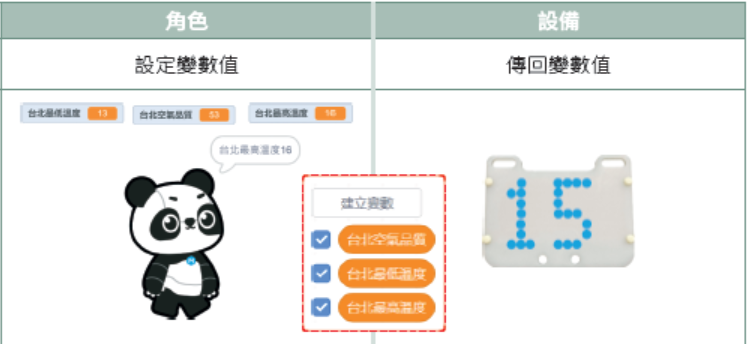 角色
設備
設定變數值
傳回變數值
台北最低溫度 13
台北空氣品質 53
台北最高溫度 16
台北最高溫度16
建立變數
台北空氣品質
台北最低溫度
台北最高溫度
15